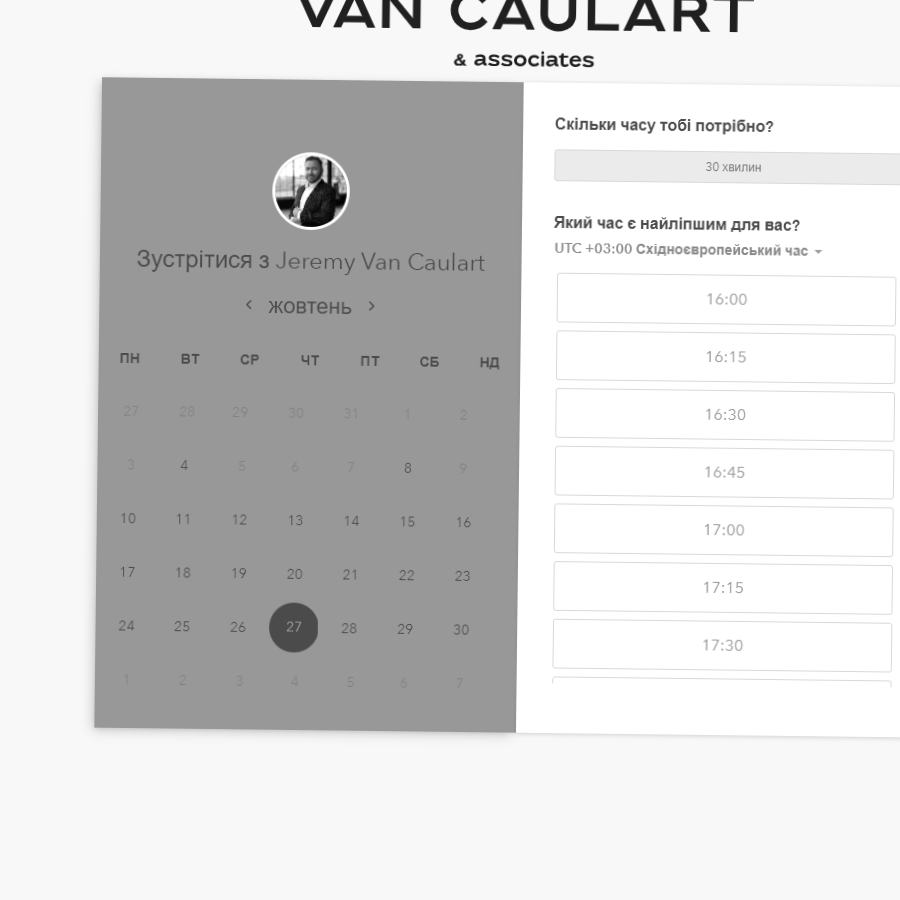 VAN CAULART
& associates
Зустрітися з Jeremy Van Caulart
жовтень
ПН ВТ СР ЧТ ПТ СБ НД
27 28 29 30 31 1 2
3 4 5 6 7 8 9
10 11 12 13 14 15 16
17 18 19 20 21 22 23
24 25 26 27 28 29 30
1 2 3 4 5 6 7
Скільки часу тобі потрібно?
30 хвилин
Який час є найліпшим для вас?
UTC +03:00 Східноєвропейський час
16:00
16:15
16:30
16:45
17:00
17:15
17:30